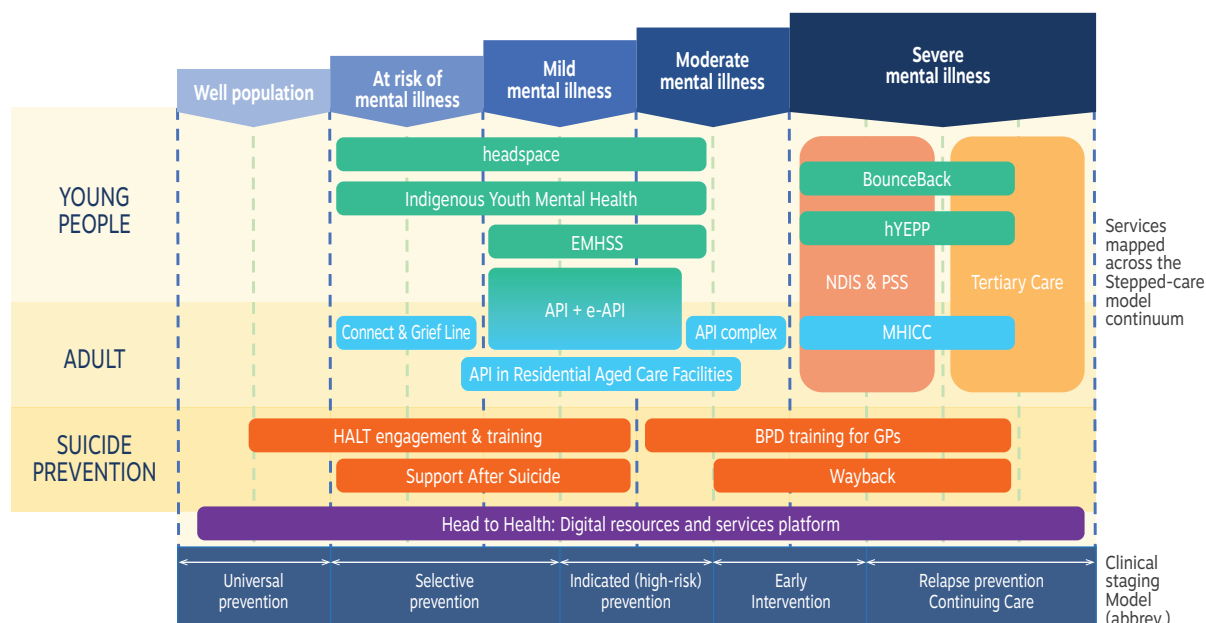 Well population
At risk of
mental illness
Mild
mental illness
Moderate
mental illness
Severe
mental illness
YOUNG
PEOPLE
headspace
Indigenous Youth Mental Health
EMHSS
API + e-API
BounceBack
hYEPP
NDIS & PSS
Tertiary Care
Services
mapped
across the
Stepped-care
model
continuum
ADULT
Connect & Grief Line
API complex
MHICC
API in Residential Aged Care Facilities
SUICIDE
PREVENTION
HALT engagement & training
BPD training for GPs
Support After Suicide
Wayback
Head to Health: Digital resources and services platform
Universal
prevention
Selective
prevention
Indicated (high-risk)
prevention
Early
Intervention
Relapse prevention
Continuing Care
Clinical
staging
Model
(abbrev.)